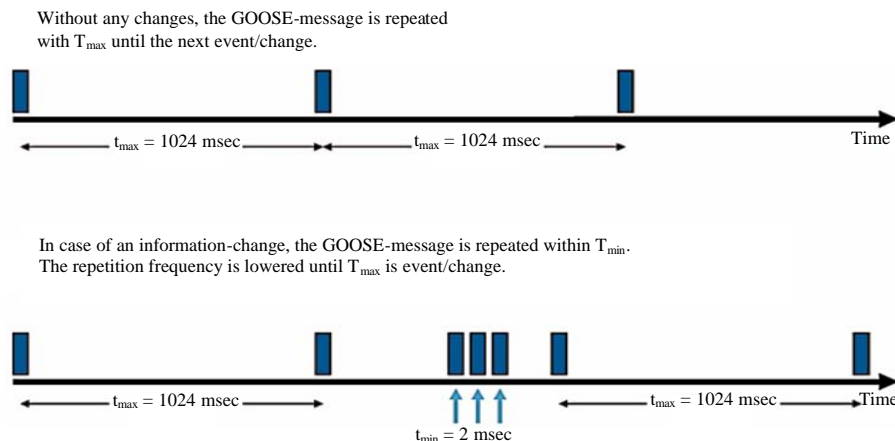 Without any changes, the GOOSE-message is repeated
with Tmax until the next event/change.
tmax = 1024 msec
tmax = 1024 msec
Time
In case of an information-change, the GOOSE-message is repeated within Tmin.
The repetition frequency is lowered until Tmax is event/change.
tmax = 1024 msec
tmax = 1024 msec
Time
tmin = 2 msec